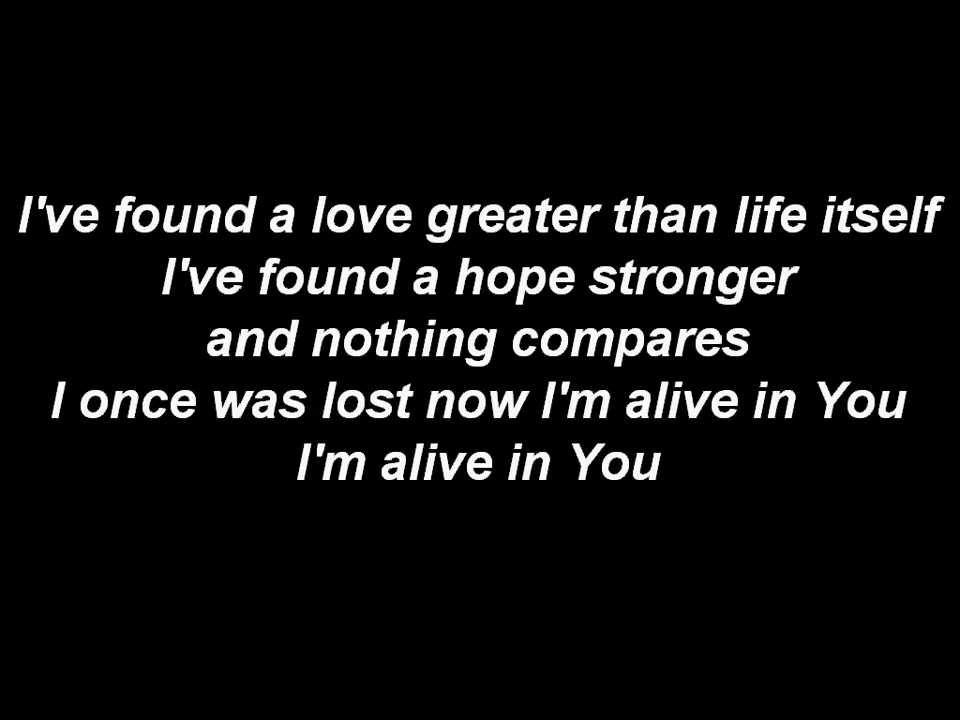 I've found a love greater than life itself
I've found a hope stronger
and nothing compares
I once was lost now I'm alive in You
I'm alive in You